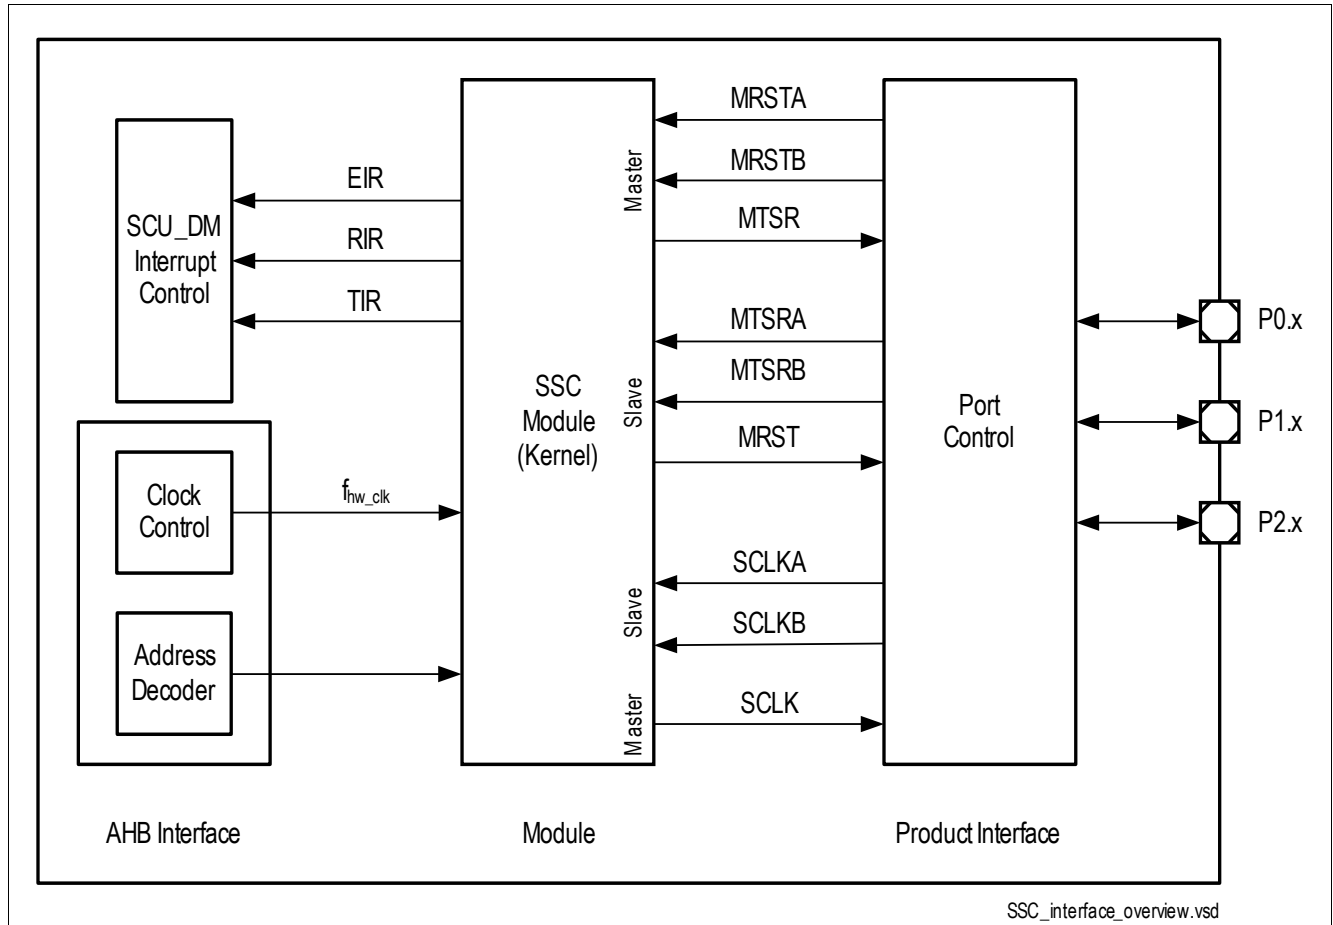 MRSTA
MRSTB
MTSR
Master
EIR
RIR
TIR
SCU_DM
Interrupt
Control
MTSRA
MTSRB
MRST
Slave
SSC
Module
(Kernel)
Port
Control
P0.x
P1.x
P2.x
Clock
Control
fhw_clk
Address
Decoder
SCLKA
SCLKB
Slave
SCLK
Master
AHB Interface
Module
Product Interface
SSC_interface_overview.vsd